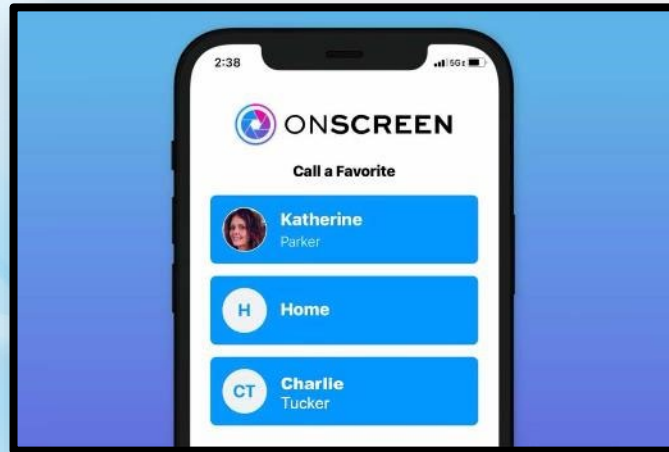 2:38
5G
ONSCREEN
Call a Favorite
Katherine
Parker
H
Home
CT
Charlie
Tucker